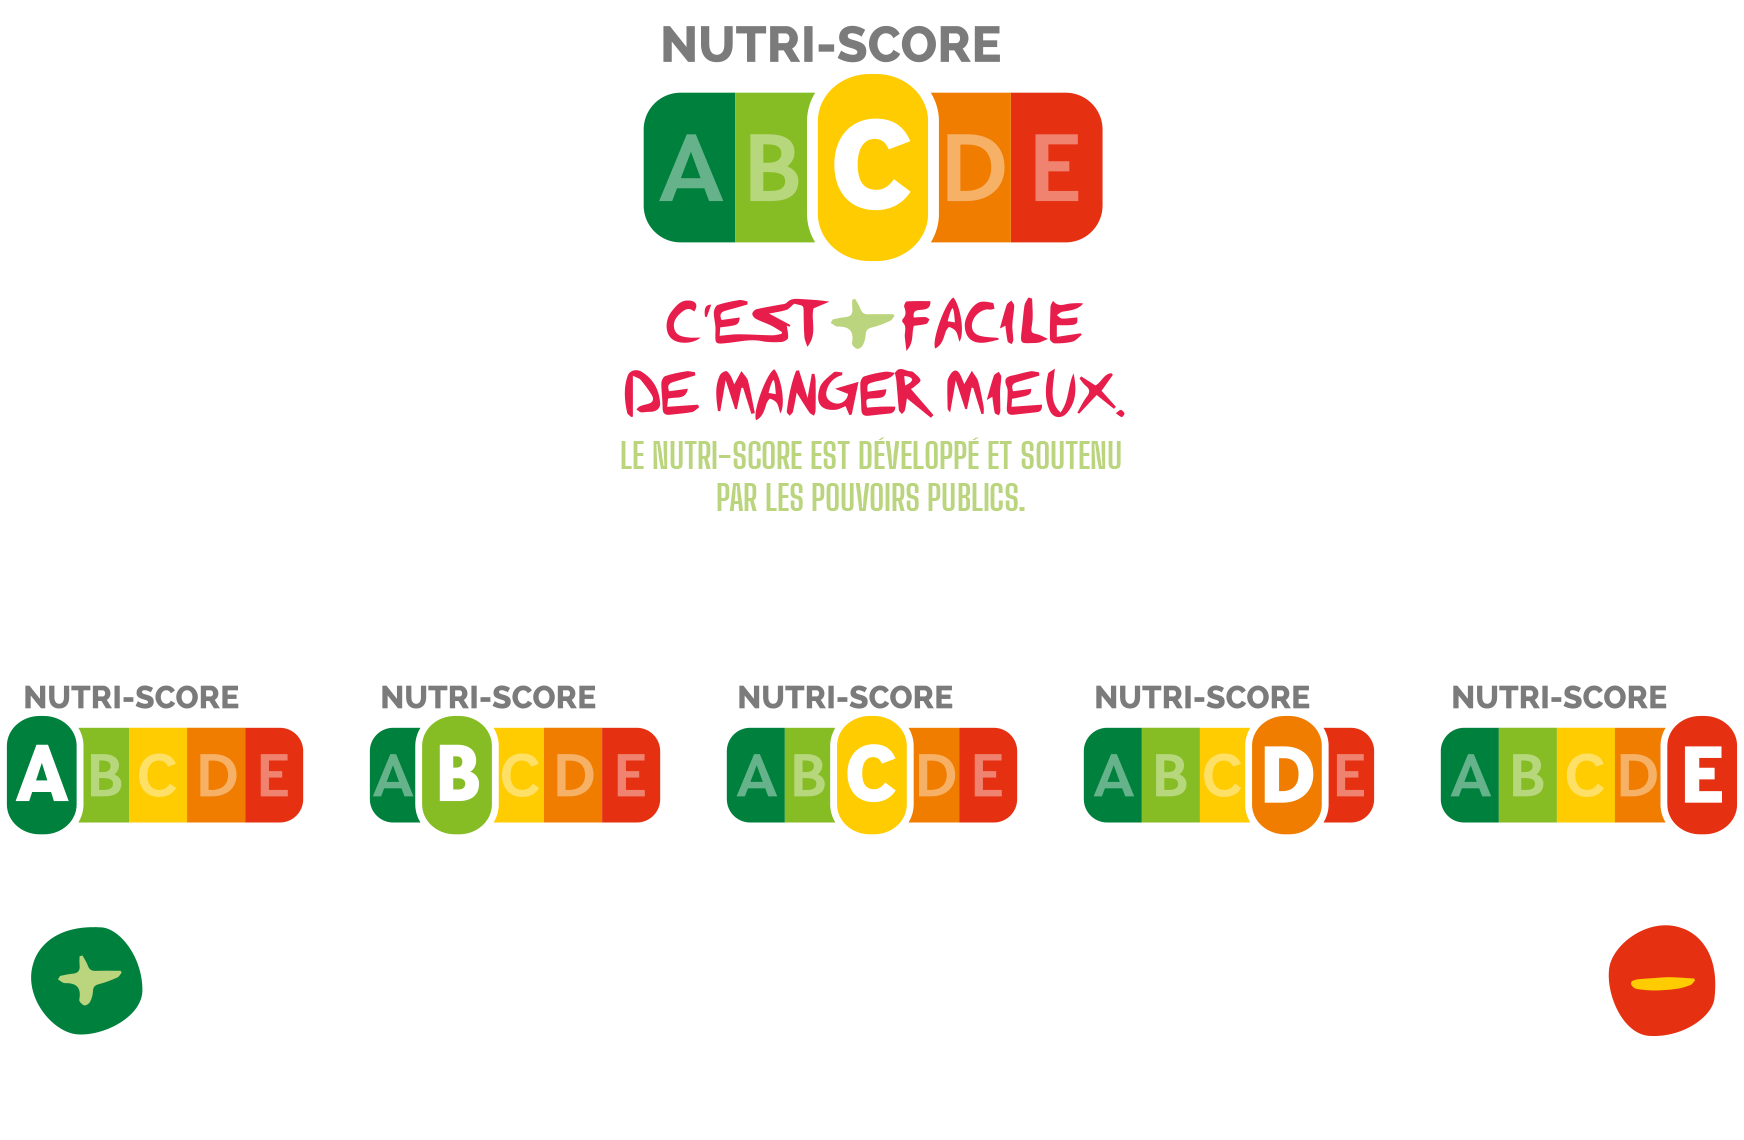 NUTRI-SCORE
A B C D E
C'EST + FACILE
DE MANGER MIEUX.
LE NUTRI-SCORE EST DÉVELOPPÉ ET SOUTENU
PAR LES POUVOIRS PUBLICS.
NUTRI-SCORE
A B C D E
NUTRI-SCORE
A B C D E
NUTRI-SCORE
A B C D E
NUTRI-SCORE
A B C D E
NUTRI-SCORE
A B C D E
+
-